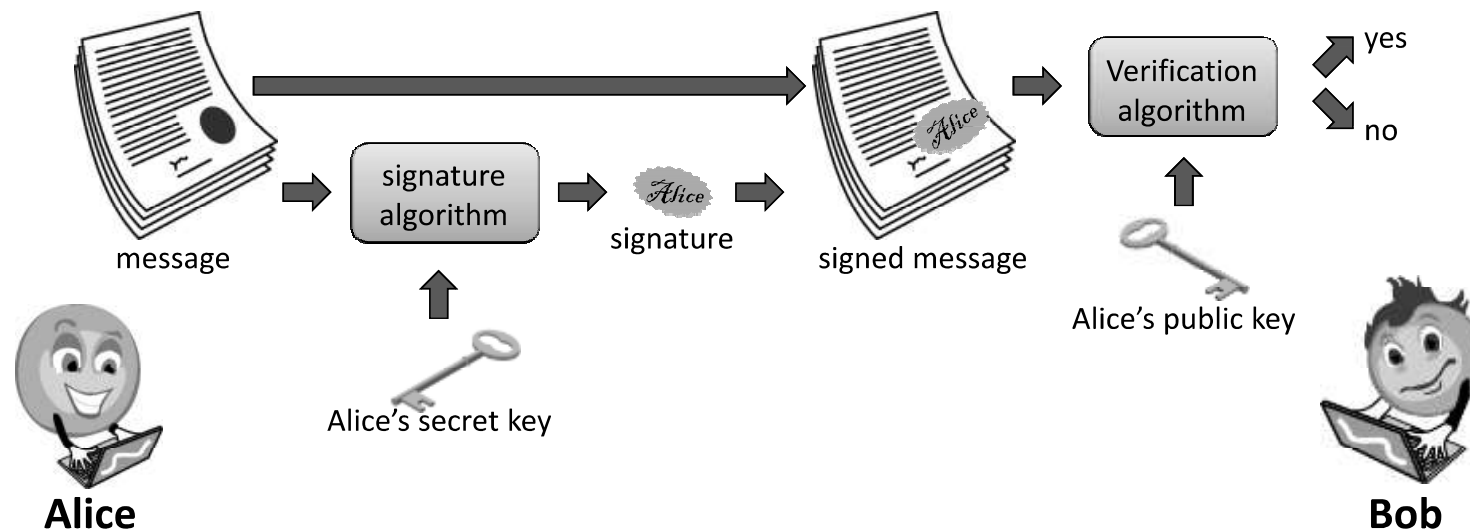 message
Alice's secret key
signature
algorithm
Alice
signature
Alice
signed message
Verification
algorithm
Alice's public key
yes
no
Alice
Bob